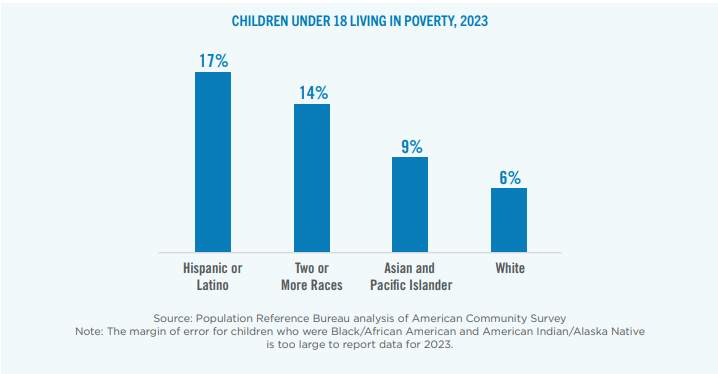 CHILDREN UNDER 18 LIVING IN POVERTY, 2023
17%
14%
9%
6%
Hispanic or
Latino
Two or
More Races
Asian and
Pacific Islander
White
Source: Population Reference Bureau analysis of American Community Survey
Note: The margin of error for children who were Black/African American and American Indian/Alaska Native
is too large to report data for 2023.